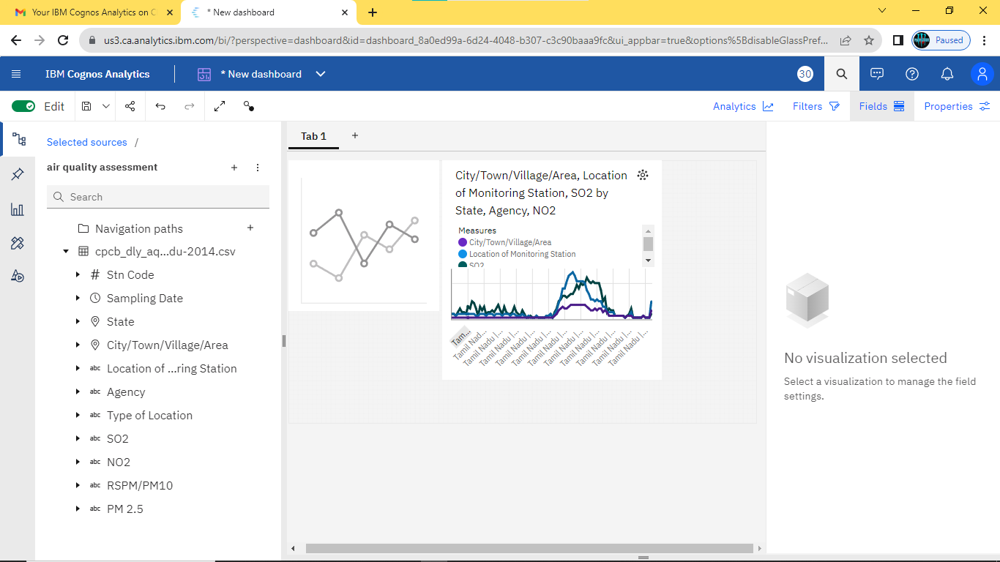 Your IBM Cognos Analytics on C
* New dashboard
us3.ca.analytics.ibm.com/bi/?perspective=dashboard&id=dashboard_8a0ed99a-6d24-4048-b307-c3c90baaa9fc&ui_appbar=true&options%5BdisableGlassPref...
Paused
IBM Cognos Analytics
* New dashboard
30
Edit
Analytics
Filters
Fields
Properties
Selected sources /
air quality assessment
Search
Navigation paths
cpcb_dly_aq...du-2014.csv
# Stn Code
Sampling Date
State
City/Town/Village/Area
abc Location of ...ring Station
abc Agency
abc Type of Location
abc SO2
abc NO2
abc RSPM/PM10
abc PM 2.5
Tab 1
City/Town/Village/Area, Location
of Monitoring Station, SO2 by
State, Agency, NO2
Measures
City/Town/Village/Area
Location of Monitoring Station
SO2
Tam...
Tamil Nad...
Tamil Nadu |...
Tamil Nadu |...
Tamil Nadu |...
Tamil Nadu |...
Tamil Nadu |...
Tamil Nadu |...
Tamil Nadu |...
Tamil Nadu |...
Tamil Nadu |...
Tamil Nadu |...
No visualization selected
Select a visualization to manage the field
settings.